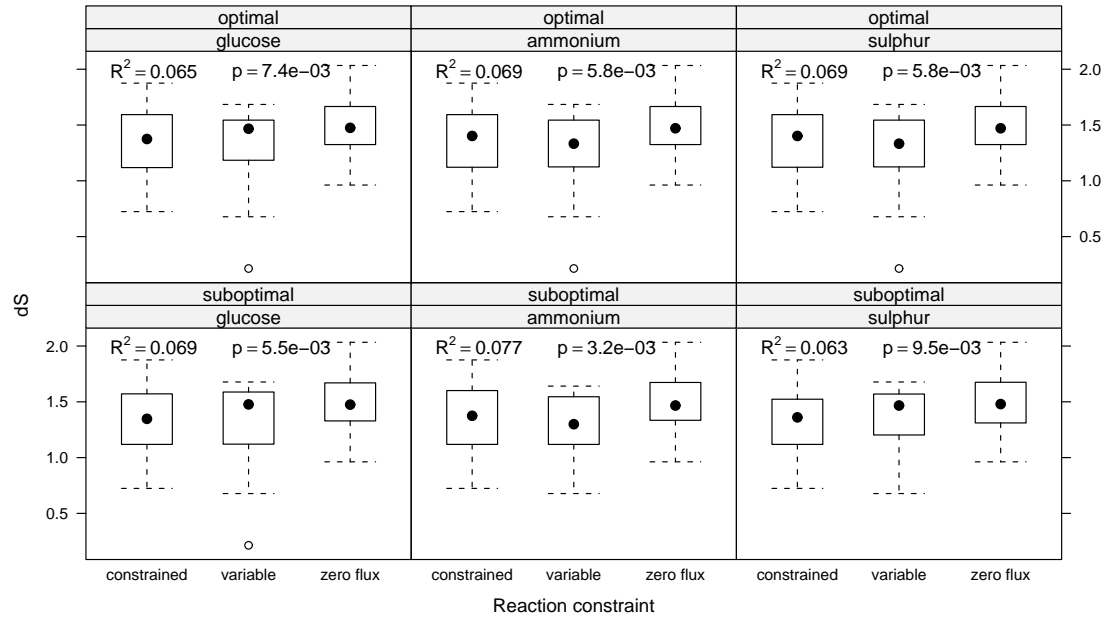 optimal optimal optimal
glucose ammonium sulphur
R² = 0.065 p = 7.4e−03 R² = 0.069 p = 5.8e−03 R² = 0.069 p = 5.8e−03
2.0
1.5
1.0
0.5
dS
suboptimal suboptimal suboptimal
glucose ammonium sulphur
R² = 0.069 p = 5.5e−03 R² = 0.077 p = 3.2e−03 R² = 0.063 p = 9.5e−03
2.0
1.5
1.0
0.5
constrained variable zero flux constrained variable zero flux constrained variable zero flux
Reaction constraint